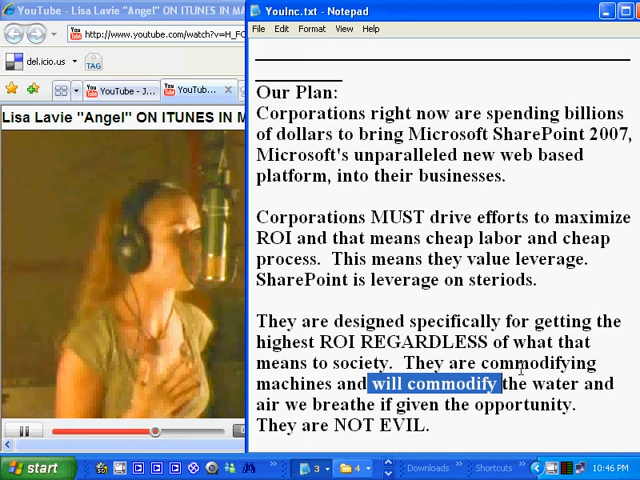 YouTube - Lisa Lavie "Angel" ON ITUNES IN M
http://www.youtube.com/watch?v=H_FC
del.icio.us
TAG
YouTube - J...
YouTub...
Lisa Lavie "Angel" ON ITUNES IN M
YouInc.txt - Notepad
File Edit Format View Help
Our Plan:
Corporations right now are spending billions
of dollars to bring Microsoft SharePoint 2007,
Microsoft's unparalleled new web based
platform, into their businesses.
Corporations MUST drive efforts to maximize
ROI and that means cheap labor and cheap
process. This means they value leverage.
SharePoint is leverage on steriods.
They are designed specifically for getting the
highest ROI REGARDLESS of what that
means to society. They are commodifying
machines and will commodify the water and
air we breathe if given the opportunity.
They are NOT EVIL.
start
3
4
Downloads
Shortcuts
10:46 PM